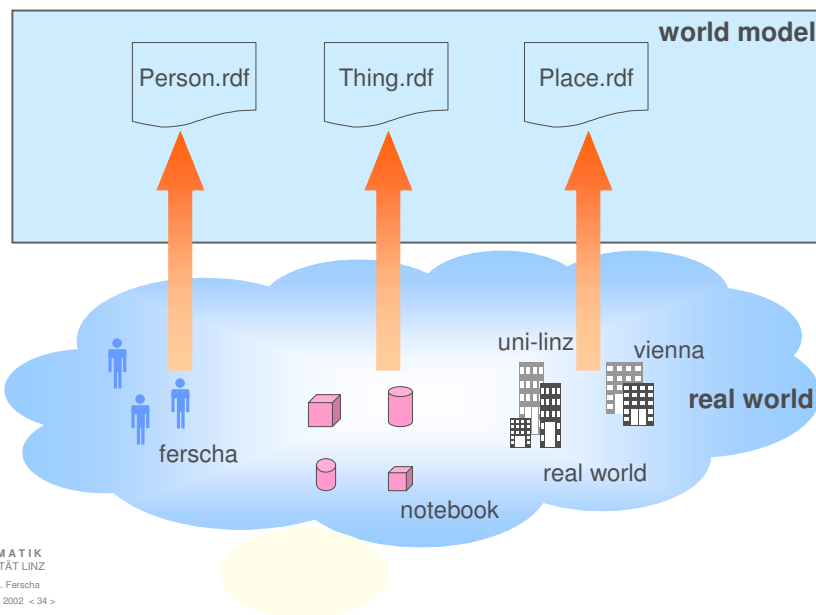 world model
Person.rdf
Thing.rdf
Place.rdf
uni-linz
vienna
real world
ferscha
real world
notebook
MATIK
TÄT LINZ
. Ferscha
2002 < 34 >